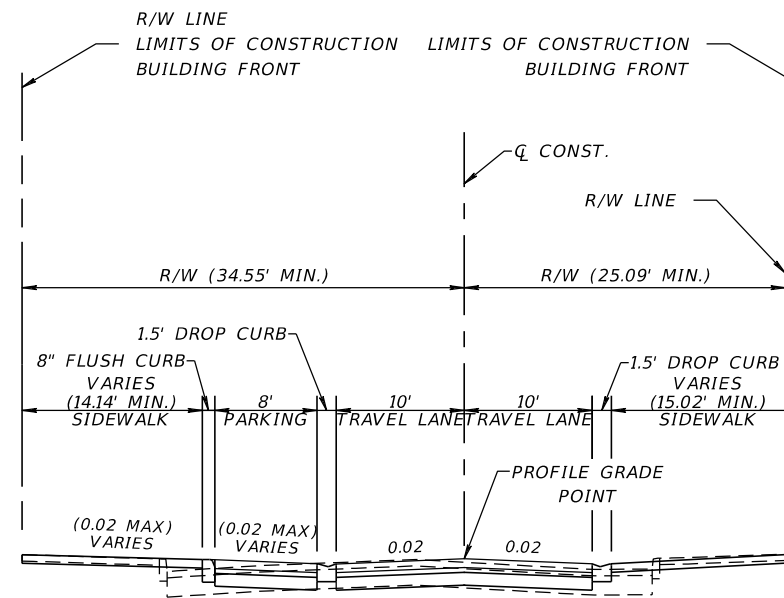 R/W LINE
LIMITS OF CONSTRUCTION
BUILDING FRONT
LIMITS OF CONSTRUCTION
BUILDING FRONT
℄ CONST.
R/W LINE
R/W (34.55' MIN.)
R/W (25.09' MIN.)
1.5' DROP CURB
8" FLUSH CURB
VARIES
(14.14' MIN.)
SIDEWALK
8'
PARKING
10'
TRAVEL LANE
10'
TRAVEL LANE
1.5' DROP CURB
VARIES
(15.02' MIN.)
SIDEWALK
PROFILE GRADE
POINT
(0.02 MAX)
VARIES
(0.02 MAX)
VARIES
0.02
0.02